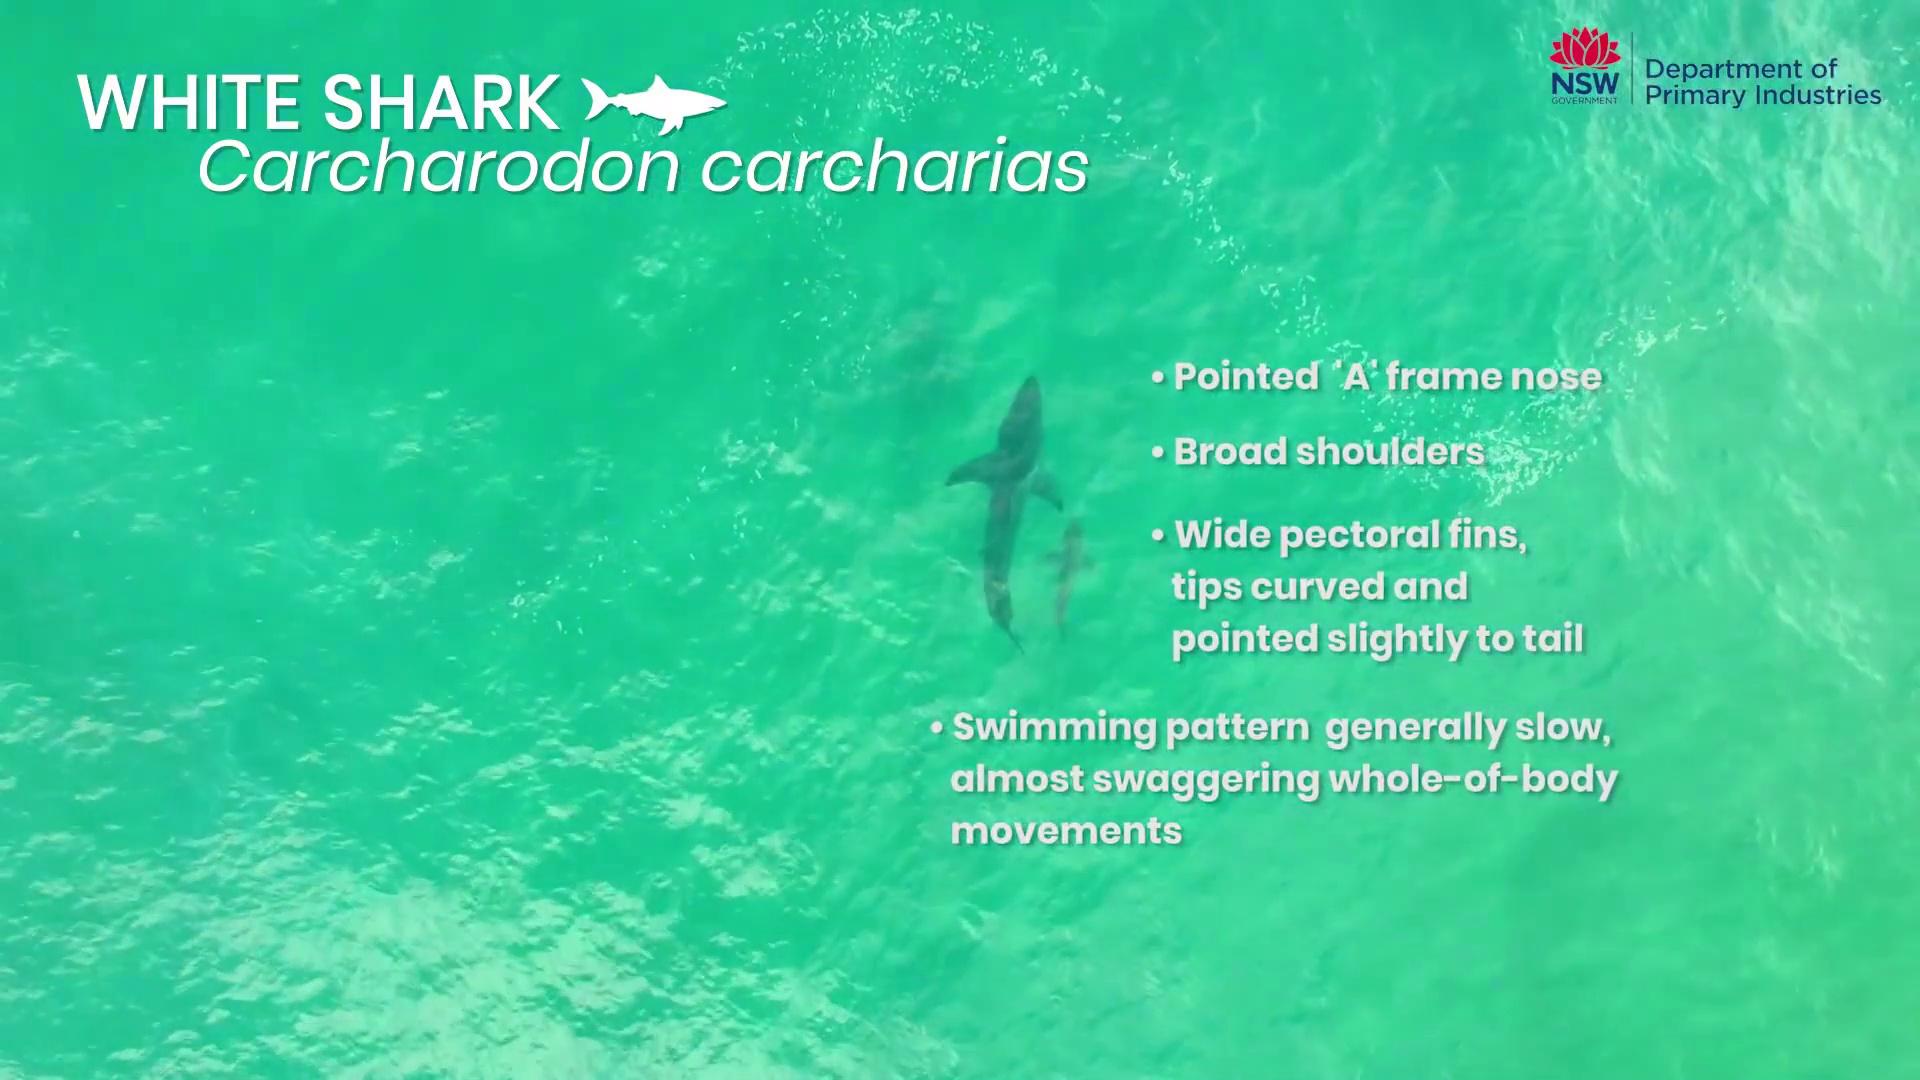 WHITE SHARK
Carcharodon carcharias
NSW
GOVERNMENT
Department of
Primary Industries
• Pointed 'A' frame nose
• Broad shoulders
• Wide pectoral fins,
tips curved and
pointed slightly to tail
• Swimming pattern generally slow,
almost swaggering whole-of-body
movements